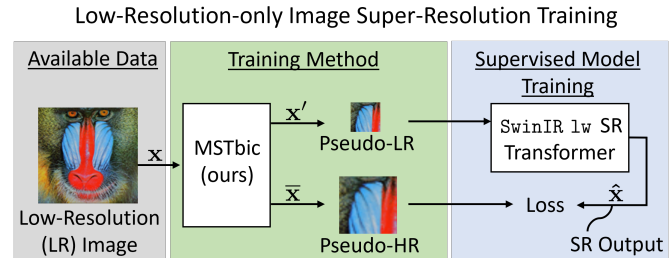 Low-Resolution-only Image Super-Resolution Training
Available Data
Training Method
Supervised Model
Training
x
MSTbic
(ours)
x′
Pseudo-LR
x̅
Pseudo-HR
SwinIR lw SR
Transformer
Loss
x̂
SR Output
Low-Resolution
(LR) Image